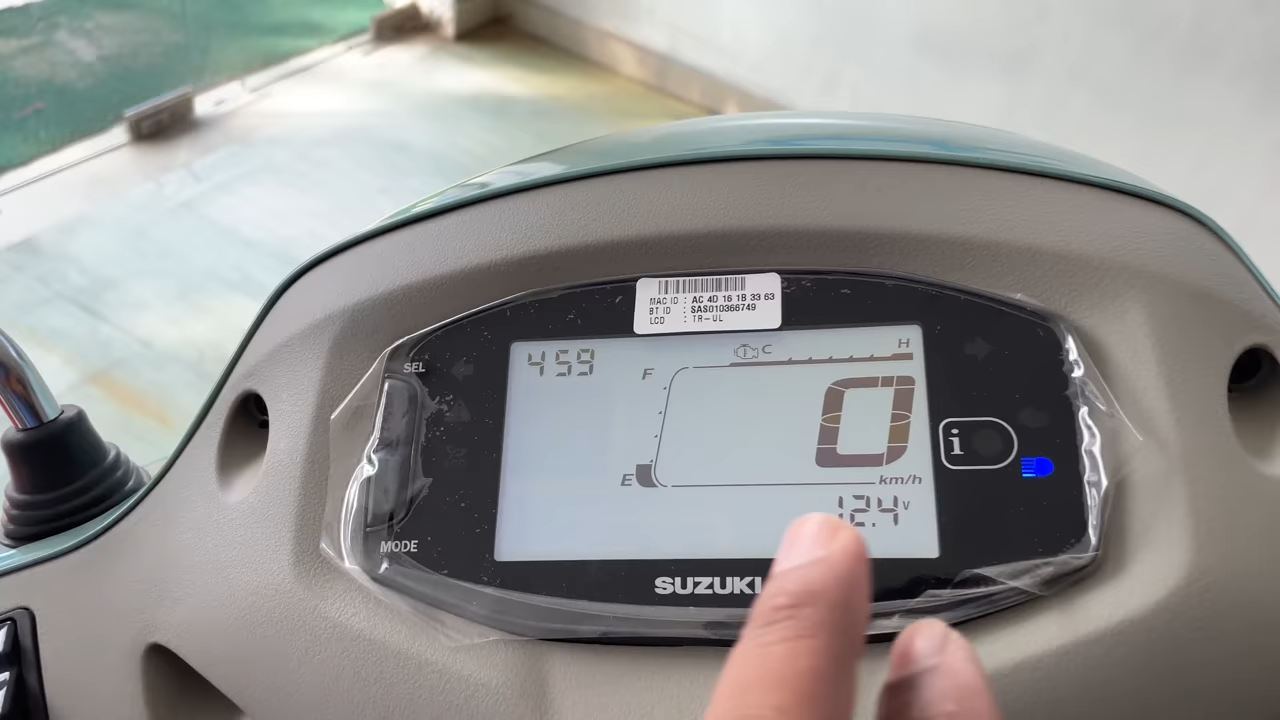 MAC ID : AC 4D 16 1B 33 63
BT ID : SAS010366749
LCD : TR-UL
SEL
459
C
H
F
0
i
E
km/h
12.4 V
MODE
SUZUKI